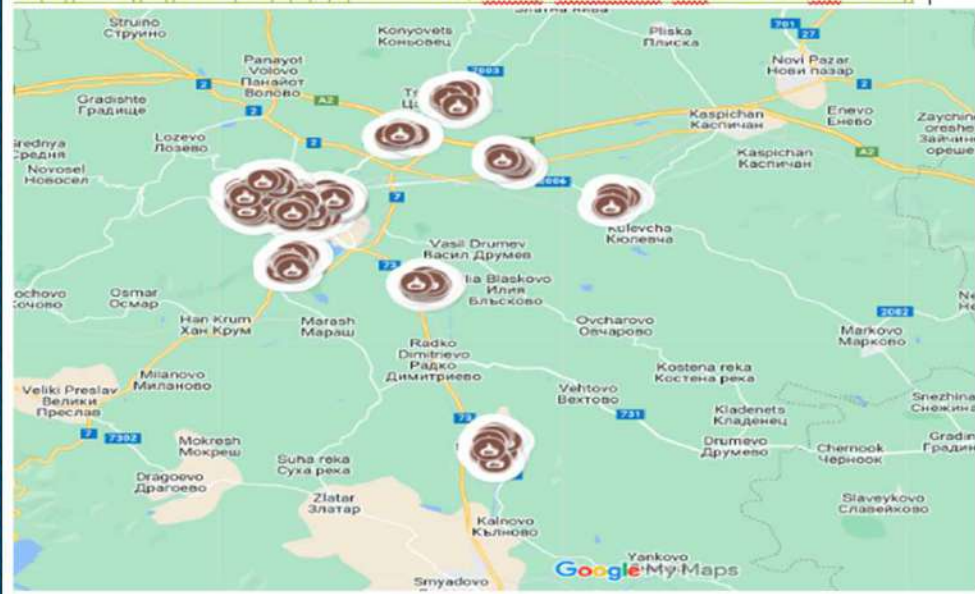 Struino
Струино
Konyovets
Коньовец
Pliska
Плиска
701
27
Novi Pazar
Нови пазар
Panayot
Volovo
Панайот
Волово
7003
2
A2
2
2
Gradishte
Градище
Kaspichan
Каспичан
Enevo
Енево
Lozevo
Лозево
2
Kaspichan
Каспичан
A2
Novosel
Новосел
7
Kulevcha
Кюлевча
Vasil Drumev
Васил Друмев
73
Blaskovo
Илия
Блъсково
Osmar
Осмар
2082
Han Krum
Хан Крум
Marash
Мараш
Ovcharovo
Овчарово
Markovo
Марково
Radko
Dimitrievo
Радко
Димитриево
Kostena reka
Костена река
Milanovo
Миланово
Veliki Preslav
Велики
Преслав
Vehtovo
Вехтово
731
Kladenets
Кладенец
73
7
7302
Mokresh
Мокреш
Drumevo
Друмево
Chernook
Черноок
Suha reka
Суха река
Dragoevo
Драгоево
Zlatar
Златар
Slaveykovo
Славейково
Kalnovo
Кълново
Yankovo
Google My Maps
Smyadovo